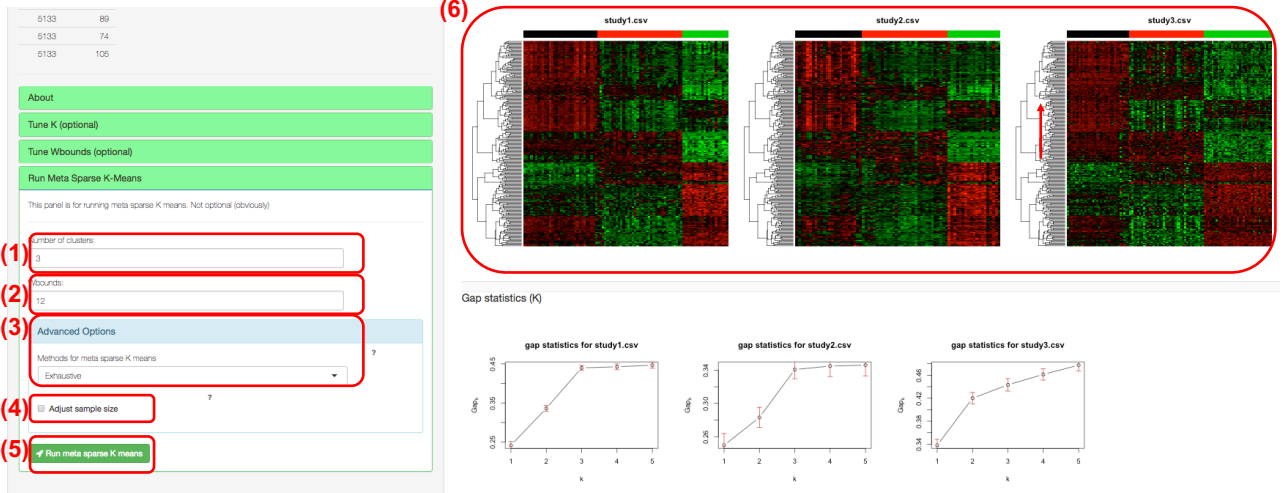 5133 89
5133 74
5133 105
About
Tune K (optional)
Tune Wbounds (optional)
Run Meta Sparse K-Means
This panel is for running meta sparse K means. Not optional (obviously)
(1)
Number of clusters:
3
(2)
Wbounds:
12
(3)
Advanced Options
?
Methods for meta sparse K means
Exhaustive
?
(4)
Adjust sample size
(5)
Run meta sparse K means
(6)
study1.csv study2.csv study3.csv
Gap statistics (K)
gap statistics for study1.csv
Gapk
0.25 0.35 0.45
1 2 3 4 5
k
gap statistics for study2.csv
Gapk
0.26 0.30 0.34
1 2 3 4 5
k
gap statistics for study3.csv
Gapk
0.34 0.38 0.42 0.46
1 2 3 4 5
k